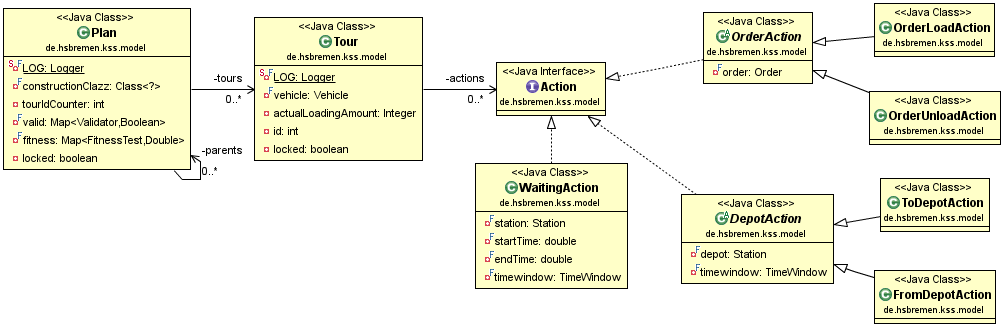 <<Java Class>>
Plan
de.hsbremen.kss.model
LOG: Logger
constructionClazz: Class<?>
tourIdCounter: int
valid: Map<Validator,Boolean>
fitness: Map<FitnessTest,Double>
locked: boolean
-tours
0..*
-parents
0..*
<<Java Class>>
Tour
de.hsbremen.kss.model
LOG: Logger
vehicle: Vehicle
actualLoadingAmount: Integer
id: int
locked: boolean
-actions
0..*
<<Java Interface>>
Action
de.hsbremen.kss.model
<<Java Class>>
OrderAction
de.hsbremen.kss.model
order: Order
<<Java Class>>
OrderLoadAction
de.hsbremen.kss.model
<<Java Class>>
OrderUnloadAction
de.hsbremen.kss.model
<<Java Class>>
WaitingAction
de.hsbremen.kss.model
station: Station
startTime: double
endTime: double
timewindow: TimeWindow
<<Java Class>>
DepotAction
de.hsbremen.kss.model
depot: Station
timewindow: TimeWindow
<<Java Class>>
ToDepotAction
de.hsbremen.kss.model
<<Java Class>>
FromDepotAction
de.hsbremen.kss.model